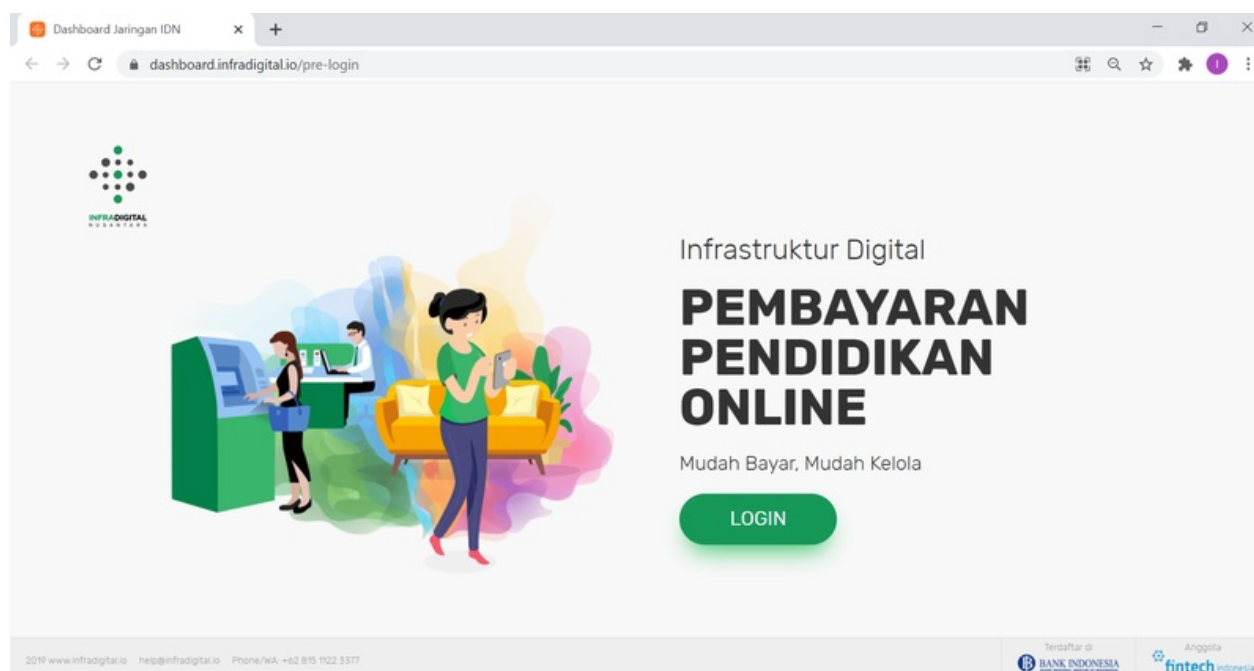 Dashboard Jaringan IDN
dashboard.infradigital.io/pre-login
I
INFRADIGITAL
NUSANTARA
Infrastruktur Digital
PEMBAYARAN
PENDIDIKAN
ONLINE
Mudah Bayar, Mudah Kelola
LOGIN
2019 www.infradigital.io help@infradigital.io Phone/WA: +62 815 1122 3377
Terdaftar di
BANK INDONESIA
Anggota
fintech indonesia